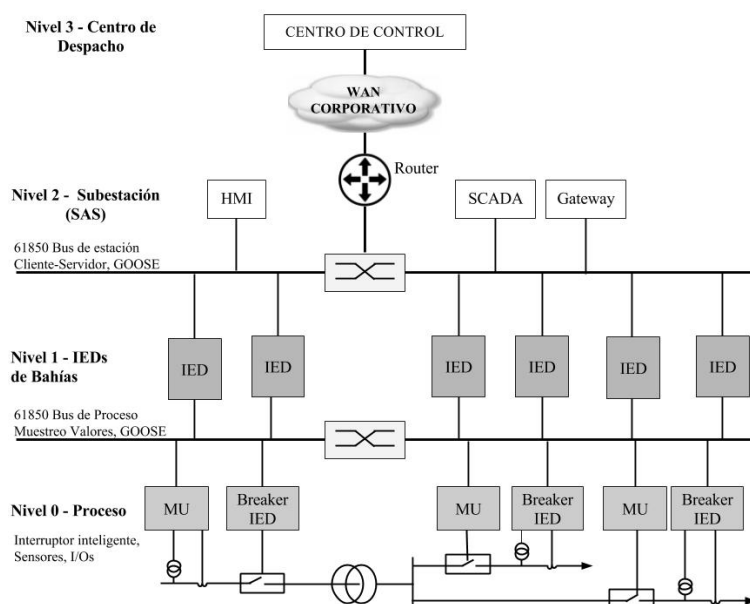 Nivel 3 - Centro de
Despacho
CENTRO DE CONTROL
WAN
CORPORATIVO
Router
Nivel 2 - Subestación
(SAS)
HMI
SCADA
Gateway
61850 Bus de estación
Cliente-Servidor, GOOSE
Nivel 1 - IEDs
de Bahías
IED
IED
IED
IED
IED
IED
61850 Bus de Proceso
Muestreo Valores, GOOSE
Nivel 0 - Proceso
MU
Breaker
IED
MU
Breaker
IED
MU
Breaker
IED
Interruptor inteligente,
Sensores, I/Os